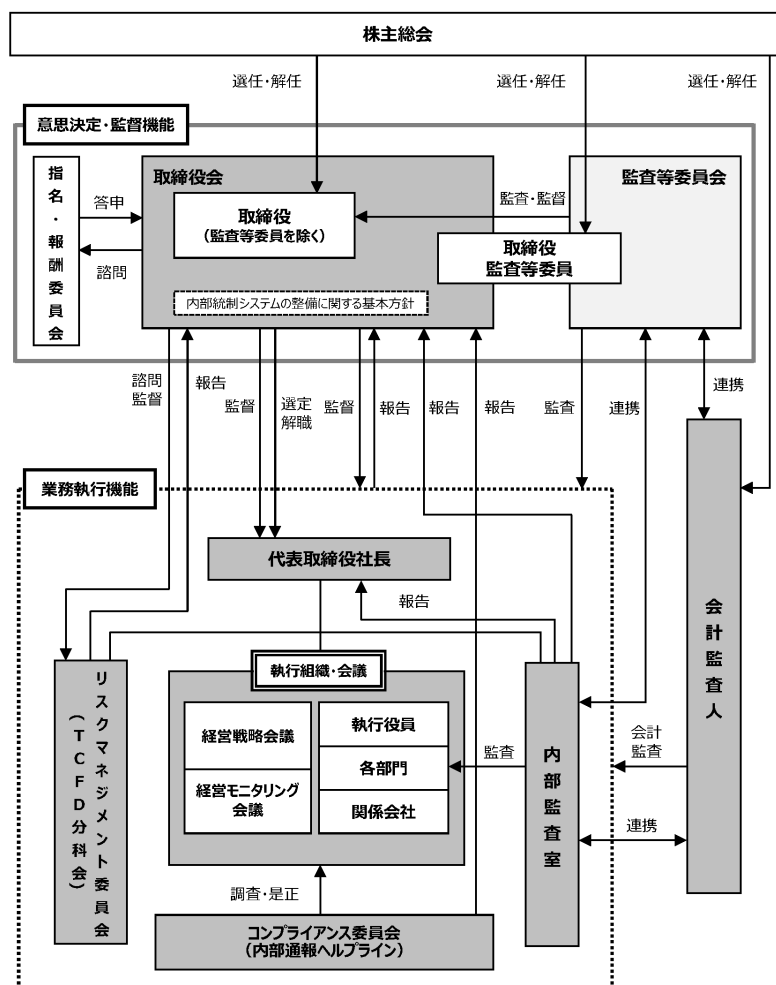 株主総会
選任・解任
選任・解任
選任・解任
意思決定・監督機能
指名・報酬委員会
答申
諮問
取締役会
取締役
（監査等委員を除く）
監査・監督
監査等委員会
取締役
監査等委員
内部統制システムの整備に関する基本方針
諮問
監督
報告
監督
選定
解職
監督
報告
報告
報告
監査
連携
連携
業務執行機能
代表取締役社長
報告
執行組織・会議
経営戦略会議
経営モニタリング
会議
執行役員
各部門
関係会社
監査
リスクマネジメント委員会
（TCFD分科会）
内部監査室
会計監査人
会計
監査
連携
調査・是正
コンプライアンス委員会
（内部通報ヘルプライン）